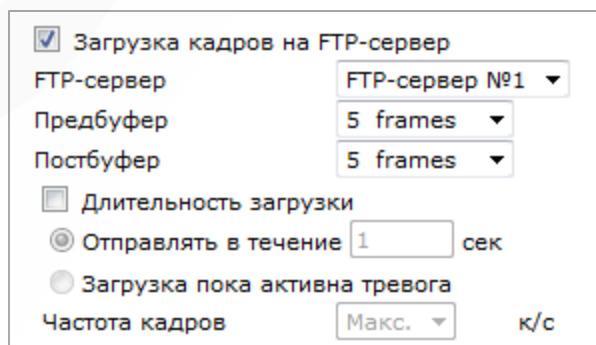 Загрузка кадров на FTP-сервер
FTP-сервер FTP-сервер №1
Предбуфер 5 frames
Постбуфер 5 frames
Длительность загрузки
Отправлять в течение 1 сек
Загрузка пока активна тревога
Частота кадров Макс. к/с